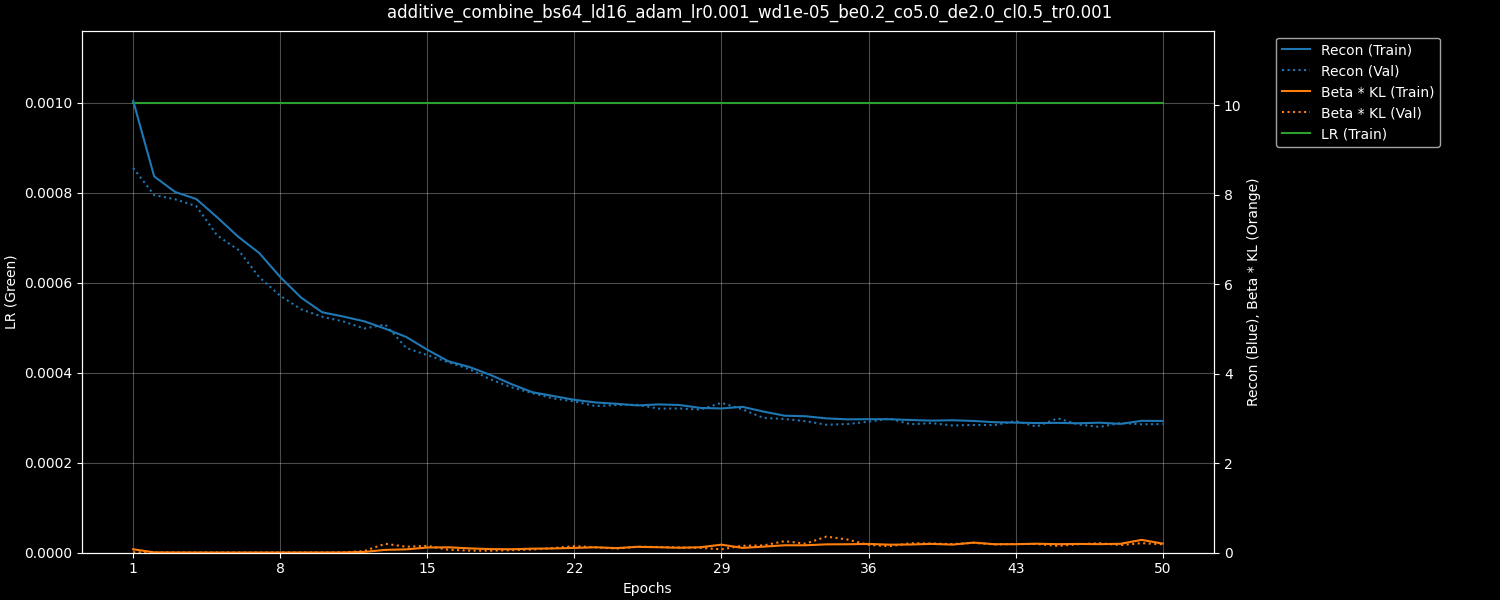 additive_combine_bs64_ld16_adam_lr0.001_wd1e-05_be0.2_co5.0_de2.0_cl0.5_tr0.001
Recon (Train)
Recon (Val)
Beta * KL (Train)
Beta * KL (Val)
LR (Train)
LR (Green)
0.0010
0.0008
0.0006
0.0004
0.0002
0.0000
10
8
6
4
2
0
Recon (Blue), Beta * KL (Orange)
1 8 15 22 29 36 43 50
Epochs